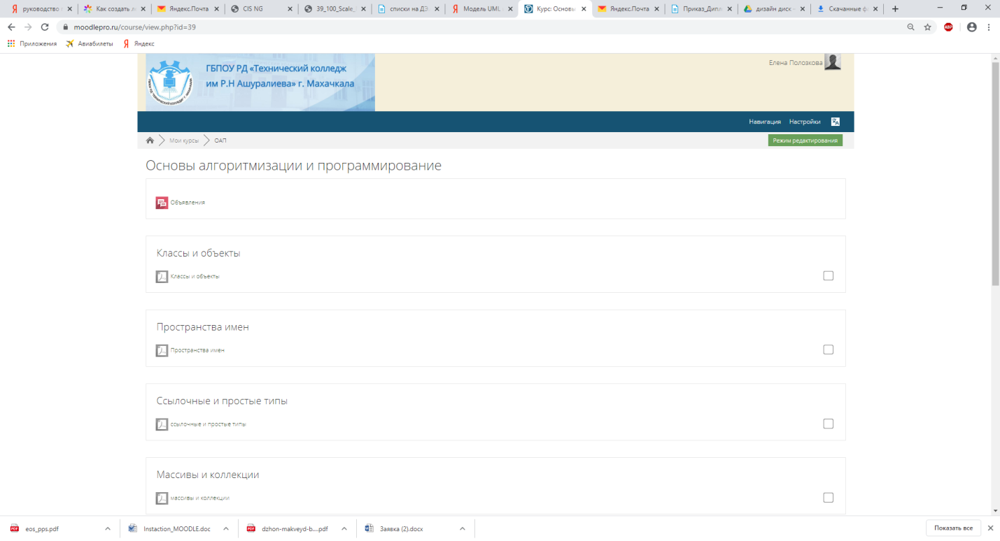 руководство
Как создать л
Яндекс.Почта
CIS NG
39_100_Scale_
списки на ДЭ
Модель UML
Курс: Основы
Яндекс.Почта
Приказ_Дипл
дизайн диск –
Скачанные ф
moodlepro.ru/course/view.php?id=39
ABP
Приложения
Авиабилеты
Яндекс
ГБПОУ РД «Технический колледж
им Р.Н Ашуралиева» г. Махачкала
Елена Полозкова
Навигация Настройки
Мои курсы
ОАП
Режим редактирования
Основы алгоритмизации и программирование
Объявления
Классы и объекты
Классы и объекты
Пространства имен
Пространства имен
Ссылочные и простые типы
ссылочные и простые типы
Массивы и коллекции
массивы и коллекции
eos_pps.pdf
Instaction_MOODLE.doc
dzhon-makveyd-b....pdf
Заявка (2).docx
Показать все